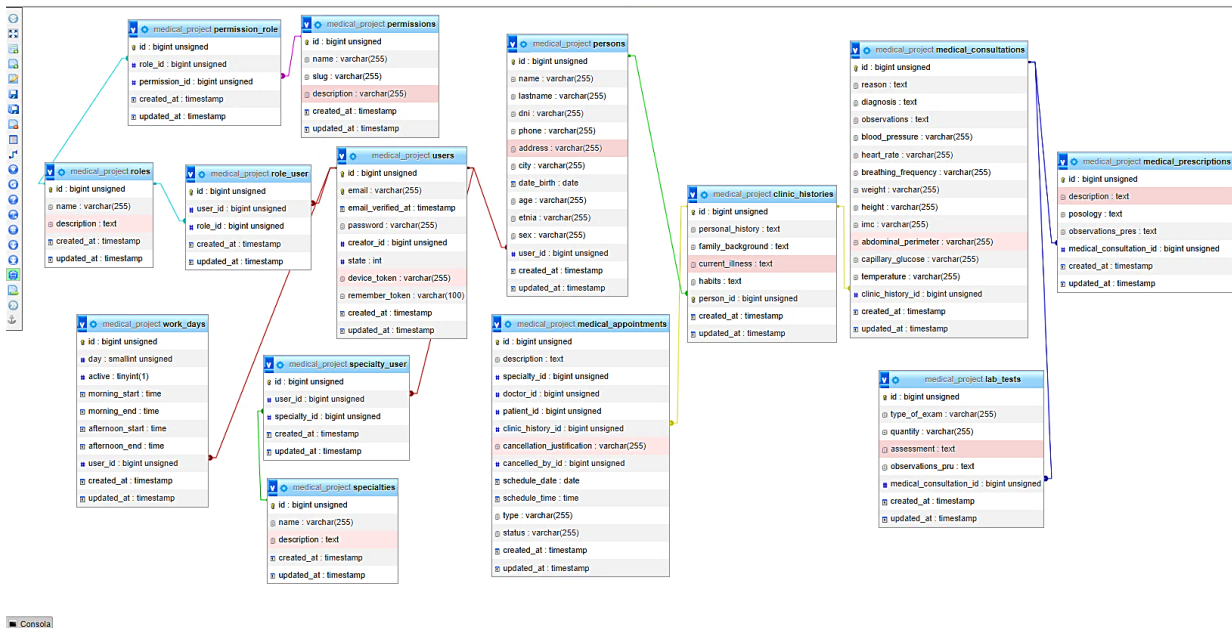 medical_project permission_role
id : bigint unsigned
role_id : bigint unsigned
permission_id : bigint unsigned
created_at : timestamp
updated_at : timestamp
medical_project permissions
id : bigint unsigned
name : varchar(255)
slug : varchar(255)
description : varchar(255)
created_at : timestamp
updated_at : timestamp
medical_project persons
id : bigint unsigned
name : varchar(255)
lastname : varchar(255)
dni : varchar(255)
phone : varchar(255)
address : varchar(255)
city : varchar(255)
date_birth : date
age : varchar(255)
etnia : varchar(255)
sex : varchar(255)
user_id : bigint unsigned
created_at : timestamp
updated_at : timestamp
medical_project medical_consultations
id : bigint unsigned
reason : text
diagnosis : text
observations : text
blood_pressure : varchar(255)
heart_rate : varchar(255)
breathing_frequency : varchar(255)
weight : varchar(255)
height : varchar(255)
imc : varchar(255)
abdominal_perimeter : varchar(255)
capillary_glucose : varchar(255)
temperature : varchar(255)
clinic_history_id : bigint unsigned
created_at : timestamp
updated_at : timestamp
medical_project medical_prescriptions
id : bigint unsigned
description : text
posology : text
observations_pres : text
medical_consultation_id : bigint unsigned
created_at : timestamp
updated_at : timestamp
medical_project roles
id : bigint unsigned
name : varchar(255)
description : text
created_at : timestamp
updated_at : timestamp
medical_project role_user
id : bigint unsigned
user_id : bigint unsigned
role_id : bigint unsigned
created_at : timestamp
updated_at : timestamp
medical_project users
id : bigint unsigned
email : varchar(255)
email_verified_at : timestamp
password : varchar(255)
creator_id : bigint unsigned
state : int
device_token : varchar(255)
remember_token : varchar(100)
created_at : timestamp
updated_at : timestamp
medical_project clinic_histories
id : bigint unsigned
personal_history : text
family_background : text
current_illness : text
habits : text
person_id : bigint unsigned
created_at : timestamp
updated_at : timestamp
medical_project work_days
id : bigint unsigned
day : smallint unsigned
active : tinyint(1)
morning_start : time
morning_end : time
afternoon_start : time
afternoon_end : time
user_id : bigint unsigned
created_at : timestamp
updated_at : timestamp
medical_project specialty_user
id : bigint unsigned
user_id : bigint unsigned
specialty_id : bigint unsigned
created_at : timestamp
updated_at : timestamp
medical_project medical_appointments
id : bigint unsigned
description : text
specialty_id : bigint unsigned
doctor_id : bigint unsigned
patient_id : bigint unsigned
clinic_history_id : bigint unsigned
cancellation_justification : varchar(255)
cancelled_by_id : bigint unsigned
schedule_date : date
schedule_time : time
type : varchar(255)
status : varchar(255)
created_at : timestamp
updated_at : timestamp
medical_project lab_tests
id : bigint unsigned
type_of_exam : varchar(255)
quantity : varchar(255)
assessment : text
observations_pru : text
medical_consultation_id : bigint unsigned
created_at : timestamp
updated_at : timestamp
medical_project specialties
id : bigint unsigned
name : varchar(255)
description : text
created_at : timestamp
updated_at : timestamp
Consola